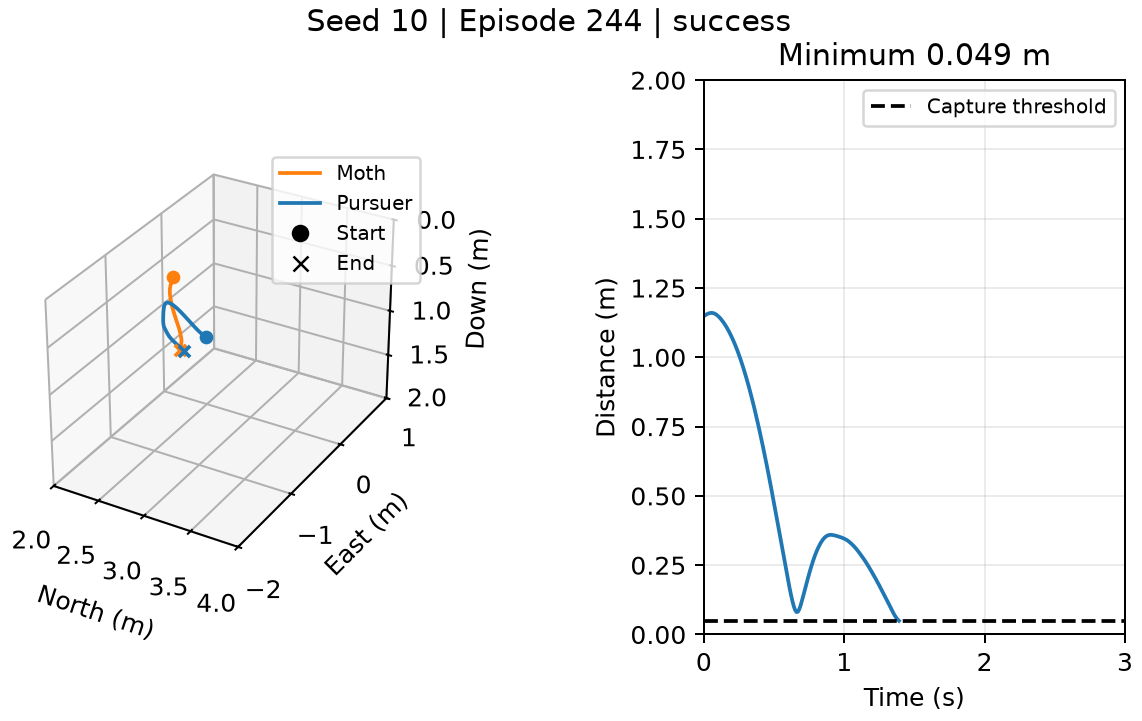 Seed 10 | Episode 244 | success
Moth
Pursuer
Start
End
0.0
0.5
1.0
1.5
2.0
Down (m)
1
0
−1
−2
East (m)
2.0
2.5
3.0
3.5
4.0
North (m)
Minimum 0.049 m
Capture threshold
2.00
1.75
1.50
1.25
1.00
0.75
0.50
0.25
0.00
Distance (m)
0
1
2
3
Time (s)